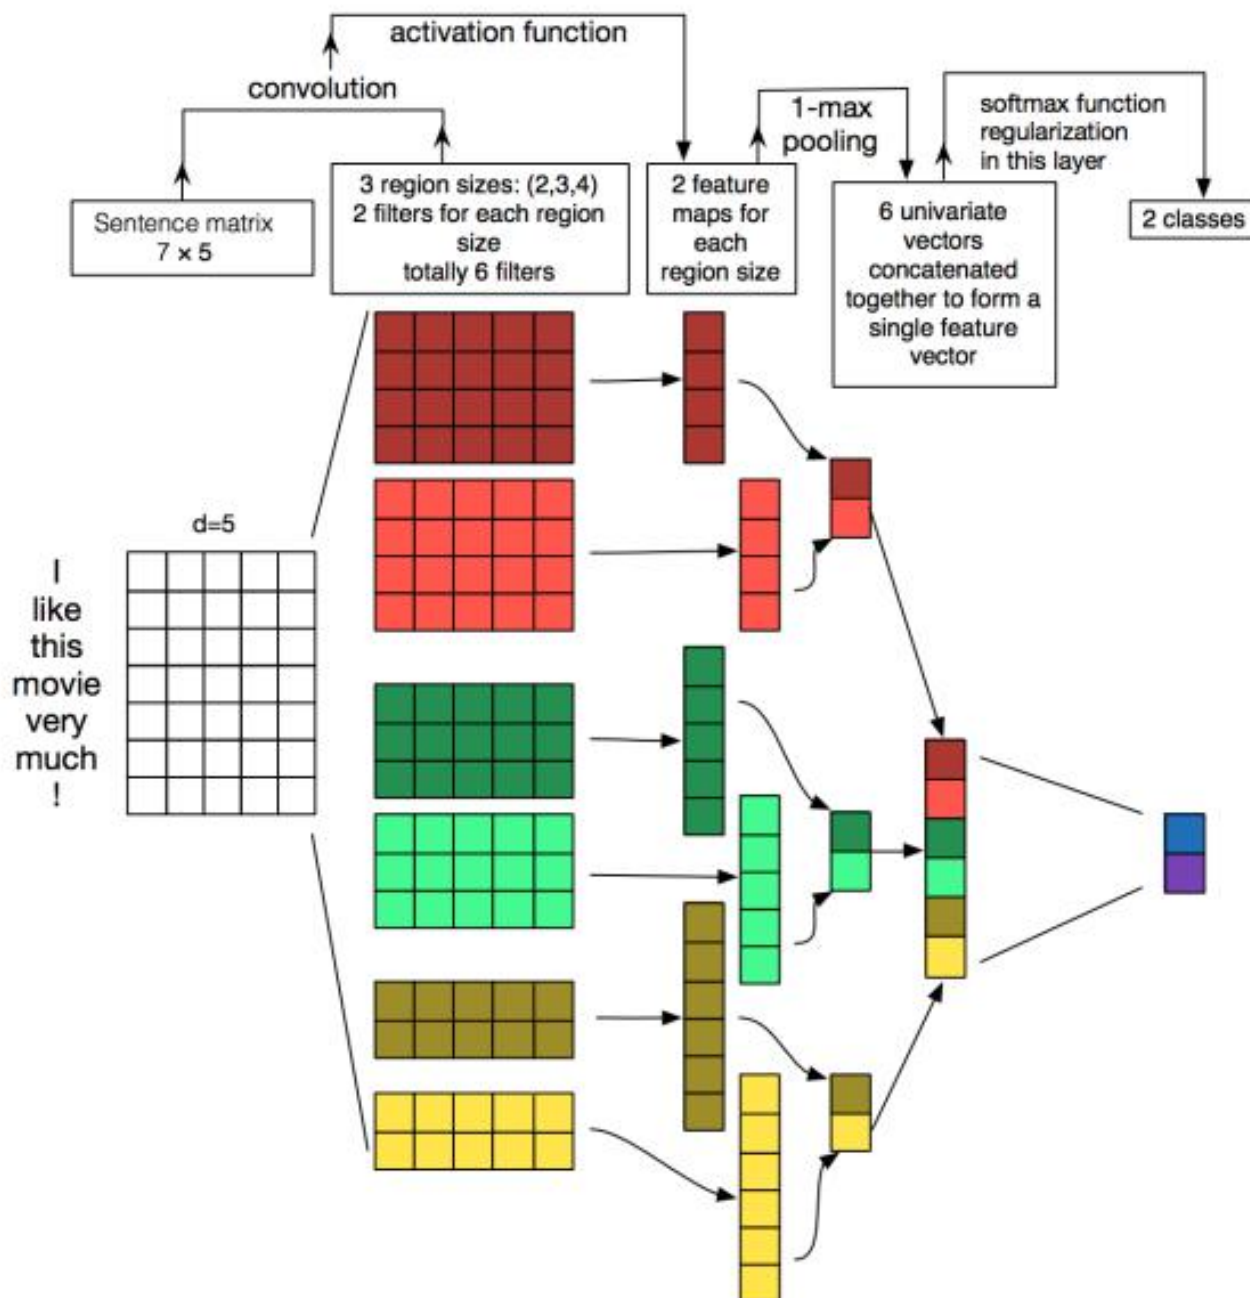 activation function
convolution
1-max
pooling
softmax function
regularization
in this layer
Sentence matrix
7 × 5
3 region sizes: (2,3,4)
2 filters for each region
size
totally 6 filters
2 feature
maps for
each
region size
6 univariate
vectors
concatenated
together to form a
single feature
vector
2 classes
d=5
I
like
this
movie
very
much
!